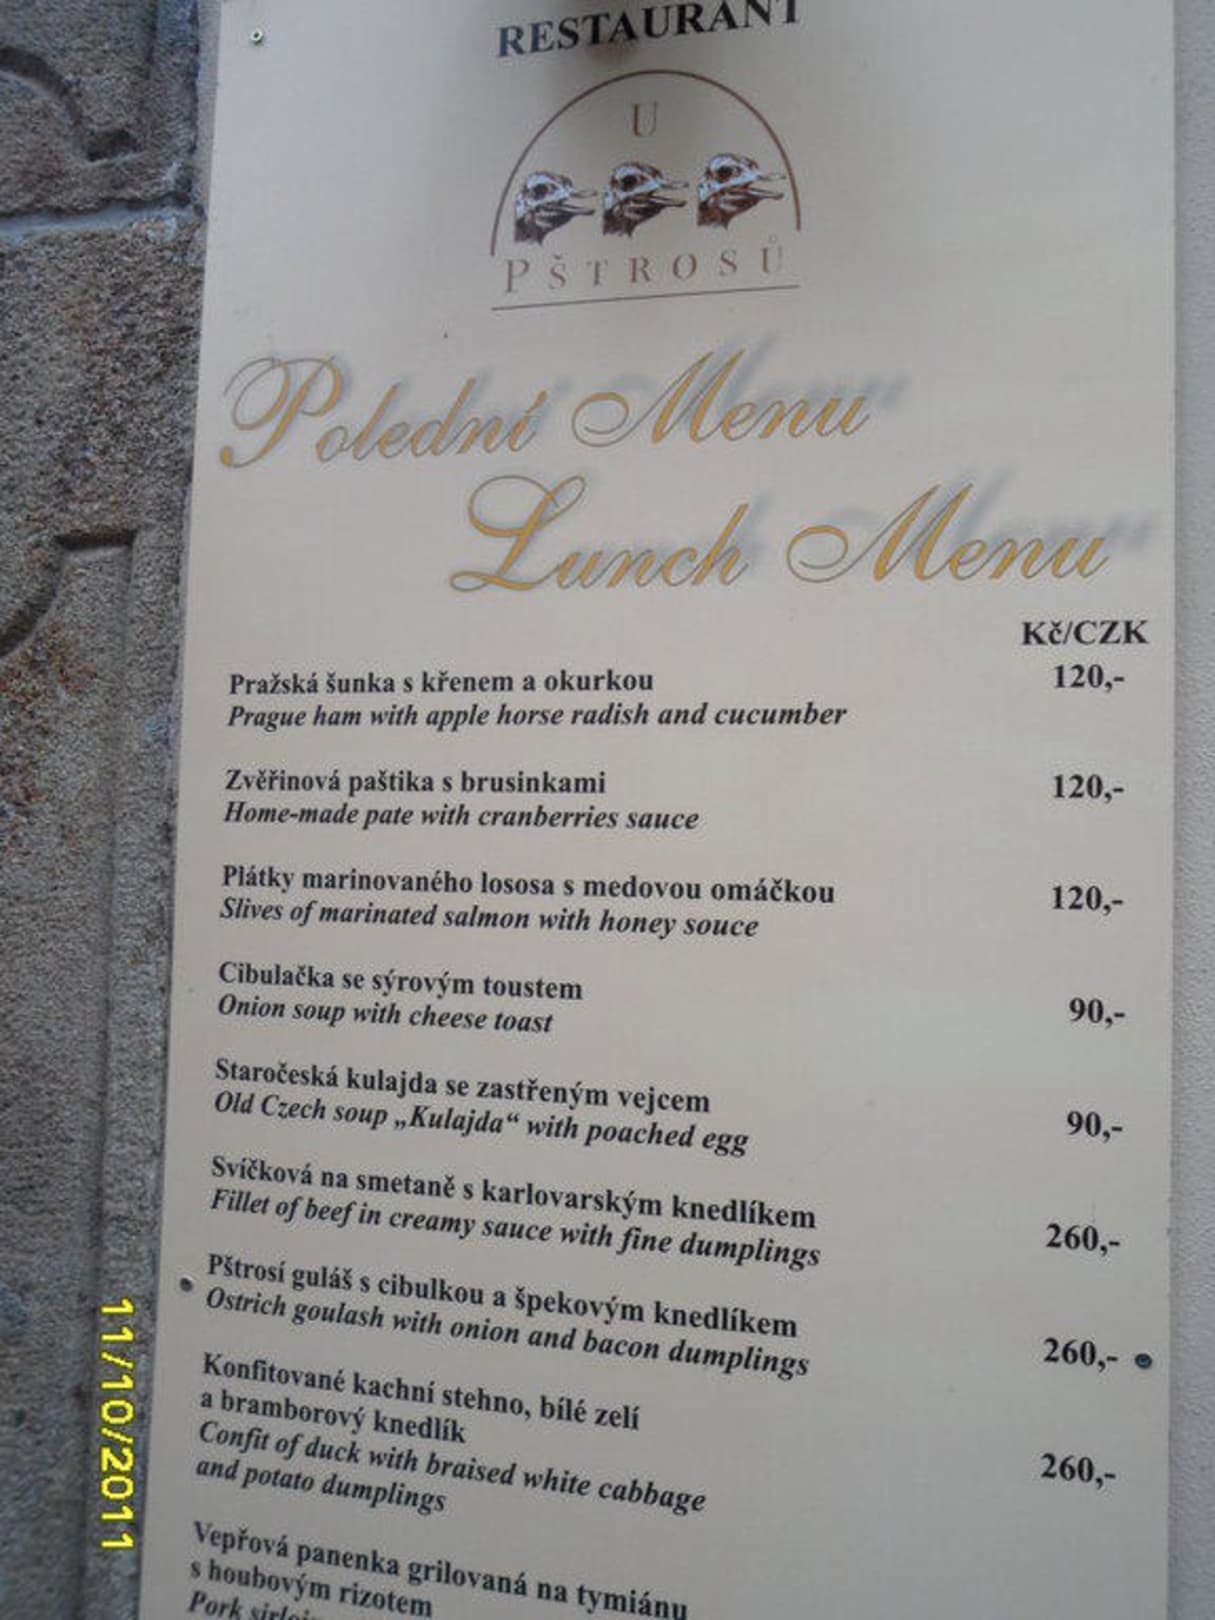 RESTAURANT
U
PŠTROSŮ
Polední Menu
Lunch Menu
Kč/CZK
Pražská šunka s křenem a okurkou 120,-
Prague ham with apple horse radish and cucumber
Zvěřinová paštika s brusinkami 120,-
Home-made pate with cranberries sauce
Plátky marinovaného lososa s medovou omáčkou 120,-
Slives of marinated salmon with honey souce
Cibulačka se sýrovým toustem 90,-
Onion soup with cheese toast
Staročeská kulajda se zastřeným vejcem 90,-
Old Czech soup „Kulajda“ with poached egg
Svíčková na smetaně s karlovarským knedlíkem 260,-
Fillet of beef in creamy sauce with fine dumplings
Pštrosí guláš s cibulkou a špekovým knedlíkem 260,-
Ostrich goulash with onion and bacon dumplings
Konfitované kachní stehno, bílé zelí
a bramborový knedlík 260,-
Confit of duck with braised white cabbage
and potato dumplings
Vepřová panenka grilovaná na tymiánu
s houbovým rizotem
Pork
11/10/2011